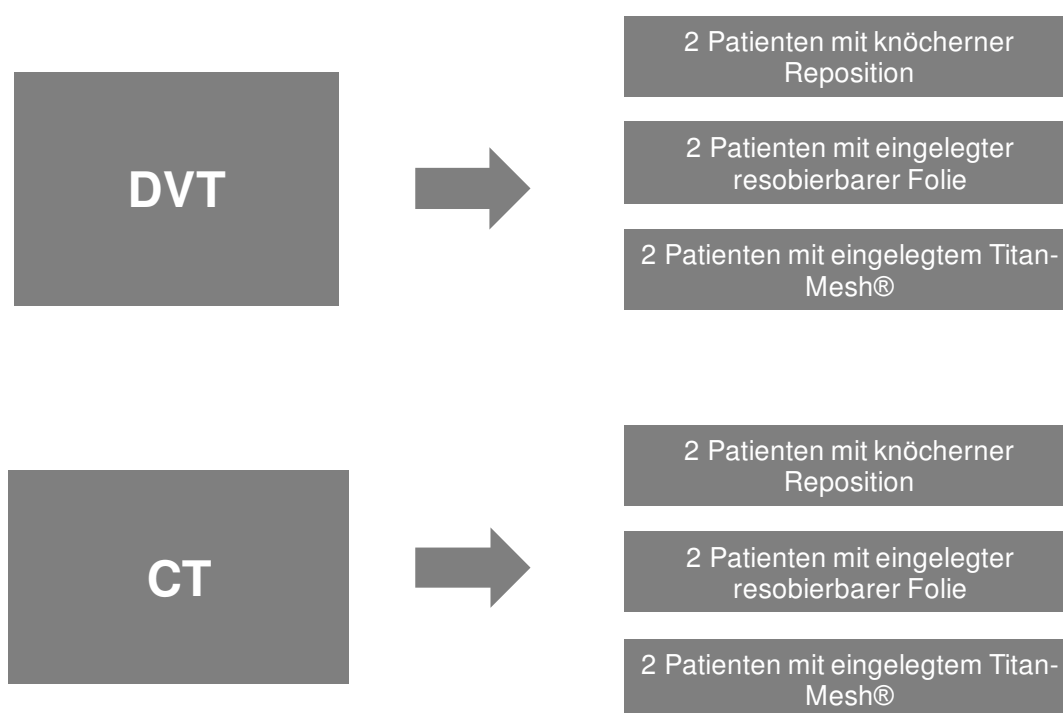 2 Patienten mit knöcherner
Reposition
DVT
2 Patienten mit eingelegter
resobierbarer Folie
2 Patienten mit eingelegtem Titan-
Mesh®
2 Patienten mit knöcherner
Reposition
CT
2 Patienten mit eingelegter
resobierbarer Folie
2 Patienten mit eingelegtem Titan-
Mesh®